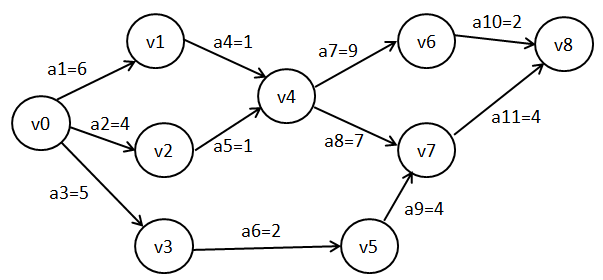 a10=2
v1
a4=1
v6
v8
a7=9
a1=6
v4
a11=4
v0
a2=4
a8=7
v2
a5=1
v7
a3=5
a9=4
a6=2
v3
v5